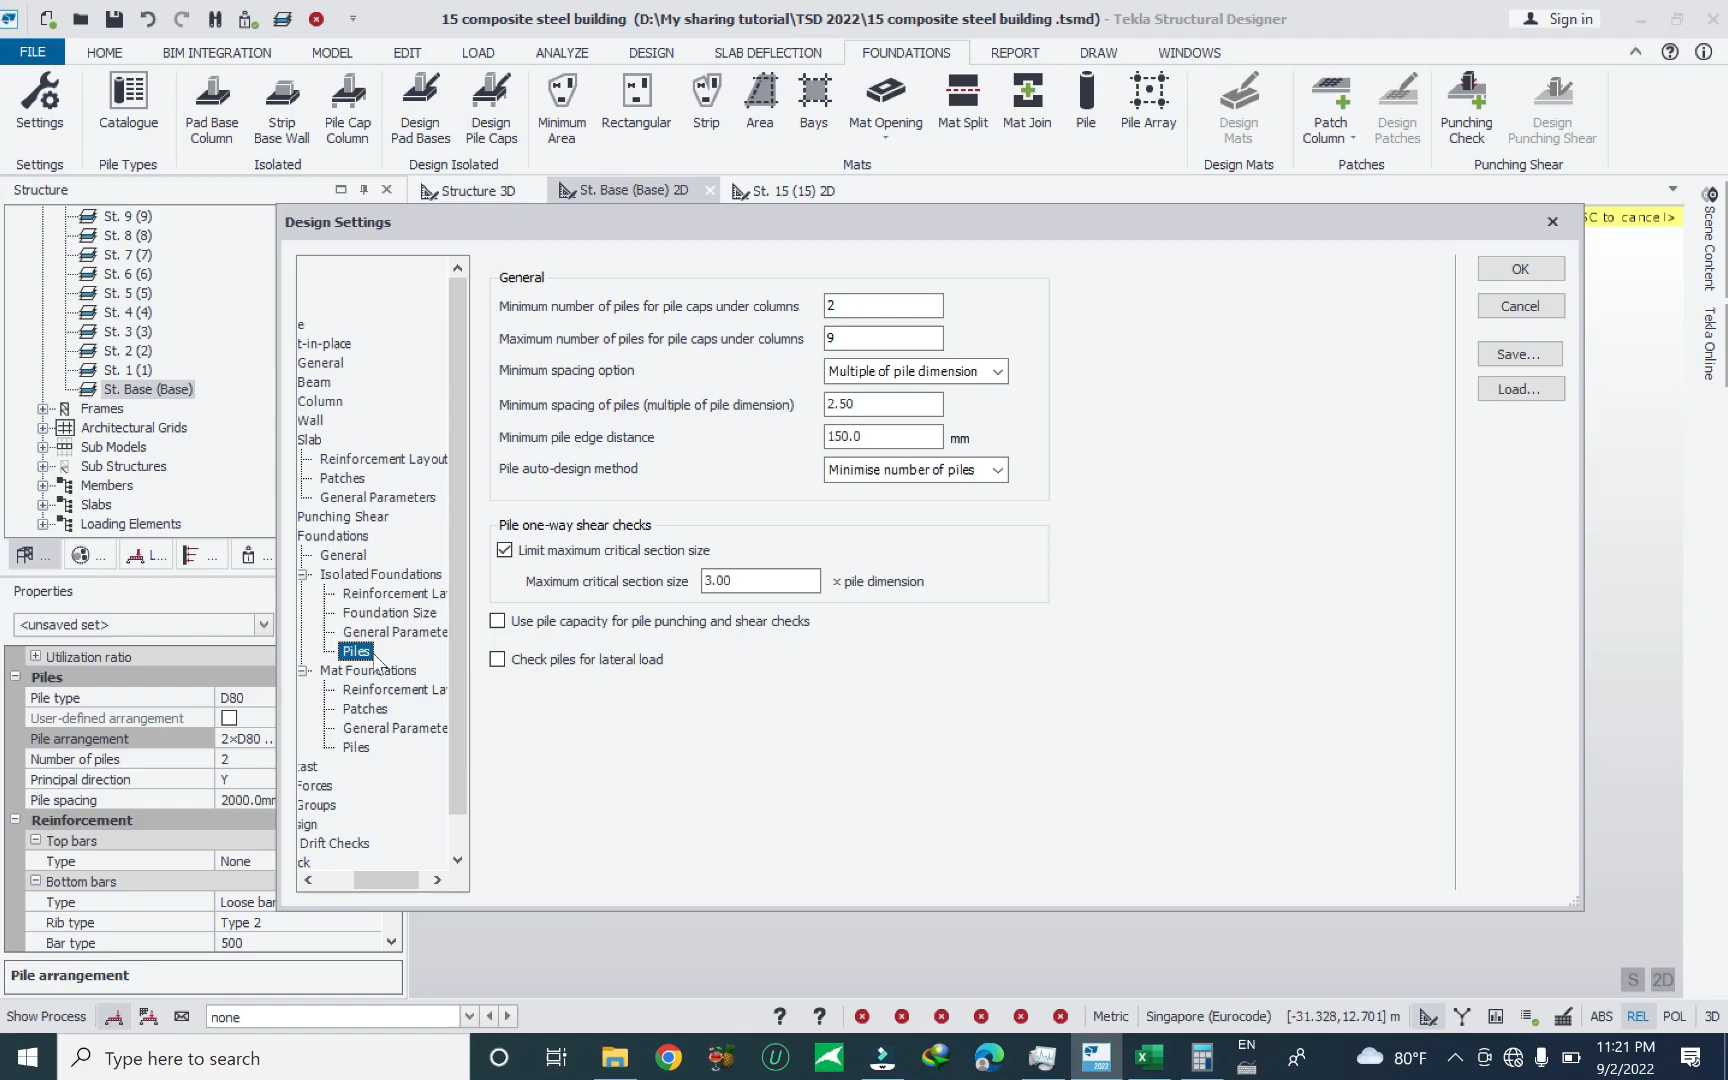 15 composite steel building (D:\My sharing tutorial\TSD 2022\15 composite steel building .tsmd) - Tekla Structural Designer
Sign in
FILE HOME BIM INTEGRATION MODEL EDIT LOAD ANALYZE DESIGN SLAB DEFLECTION FOUNDATIONS REPORT DRAW WINDOWS
Settings Catalogue Pad Base Column Strip Base Wall Pile Cap Column Design Pad Bases Design Pile Caps Minimum Area Rectangular Strip Area Bays Mat Opening Mat Split Mat Join Pile Pile Array Design Mats Patch Column Design Patches Punching Check Design Punching Shear
Settings Pile Types Isolated Design Isolated Mats Design Mats Patches Punching Shear
Structure
Structure 3D St. Base (Base) 2D St. 15 (15) 2D
SC to cancel>
Scene Content
Tekla Online
St. 9 (9)
St. 8 (8)
St. 7 (7)
St. 6 (6)
St. 5 (5)
St. 4 (4)
St. 3 (3)
St. 2 (2)
St. 1 (1)
St. Base (Base)
Frames
Architectural Grids
Sub Models
Sub Structures
Members
Slabs
Loading Elements
... ... L... ... ...
Properties
<unsaved set>
Utilization ratio
Piles
Pile type D80
User-defined arrangement
Pile arrangement 2×D80 ..
Number of piles 2
Principal direction Y
Pile spacing 2000.0mm
Reinforcement
Top bars
Type None
Bottom bars
Type Loose bar
Rib type Type 2
Bar type 500
Pile arrangement
Design Settings
e
t-in-place
General
Beam
Column
Wall
Slab
Reinforcement Layout
Patches
General Parameters
Punching Shear
Foundations
General
Isolated Foundations
Reinforcement La
Foundation Size
General Paramete
Piles
Mat Foundations
Reinforcement La
Patches
General Paramete
Piles
ast
Forces
Groups
sign
Drift Checks
ck
General
Minimum number of piles for pile caps under columns 2
Maximum number of piles for pile caps under columns 9
Minimum spacing option Multiple of pile dimension
Minimum spacing of piles (multiple of pile dimension) 2.50
Minimum pile edge distance 150.0 mm
Pile auto-design method Minimise number of piles
Pile one-way shear checks
Limit maximum critical section size
Maximum critical section size 3.00 × pile dimension
Use pile capacity for pile punching and shear checks
Check piles for lateral load
OK
Cancel
Save...
Load...
S 2D
Show Process none ? ? Metric Singapore (Eurocode) [-31.328,12.701] m ABS REL POL 3D
Type here to search
2022
EN
80°F
11:21 PM
9/2/2022